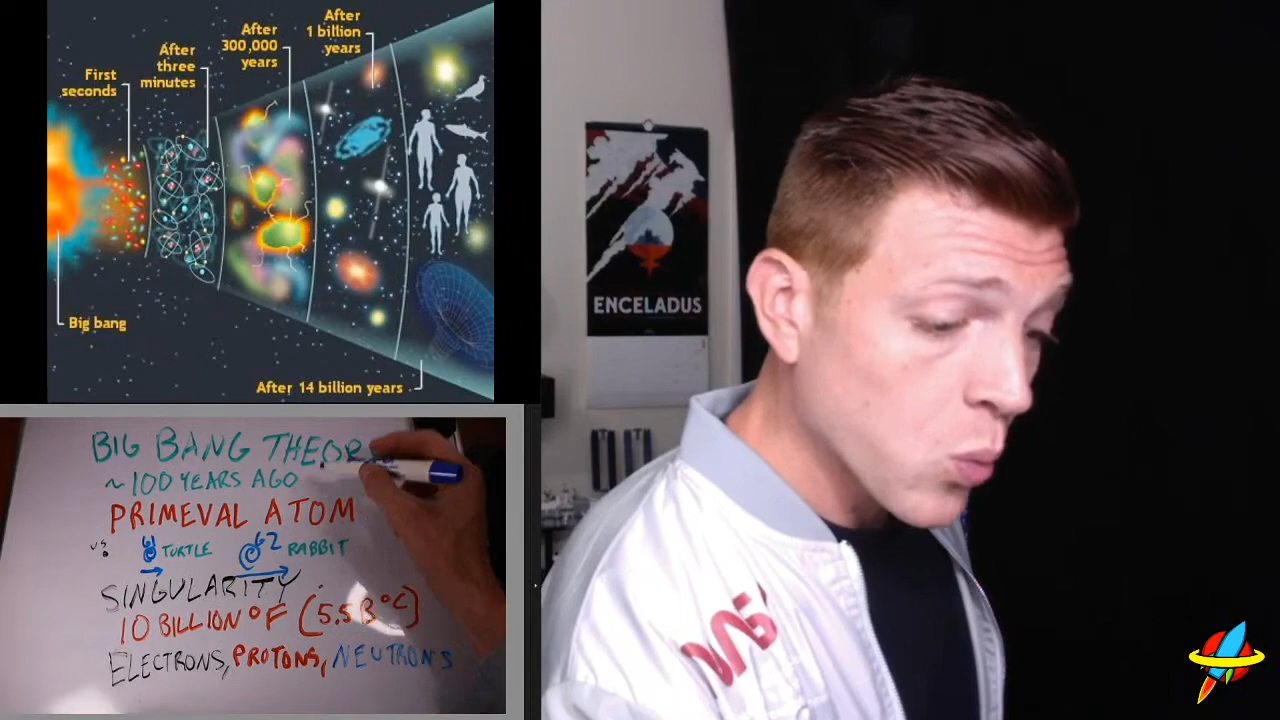 After
1 billion
years
After
300,000
years
After
three
minutes
First
seconds
Big bang
After 14 billion years
ENCELADUS
BIG BANG THEOR
~ 100 YEARS AGO
PRIMEVAL ATOM
US
TURTLE
62 RABBIT
SINGULARITY
10 BILLION °F (5.5 B °C)
ELECTRONS, PROTONS, NEUTRONS